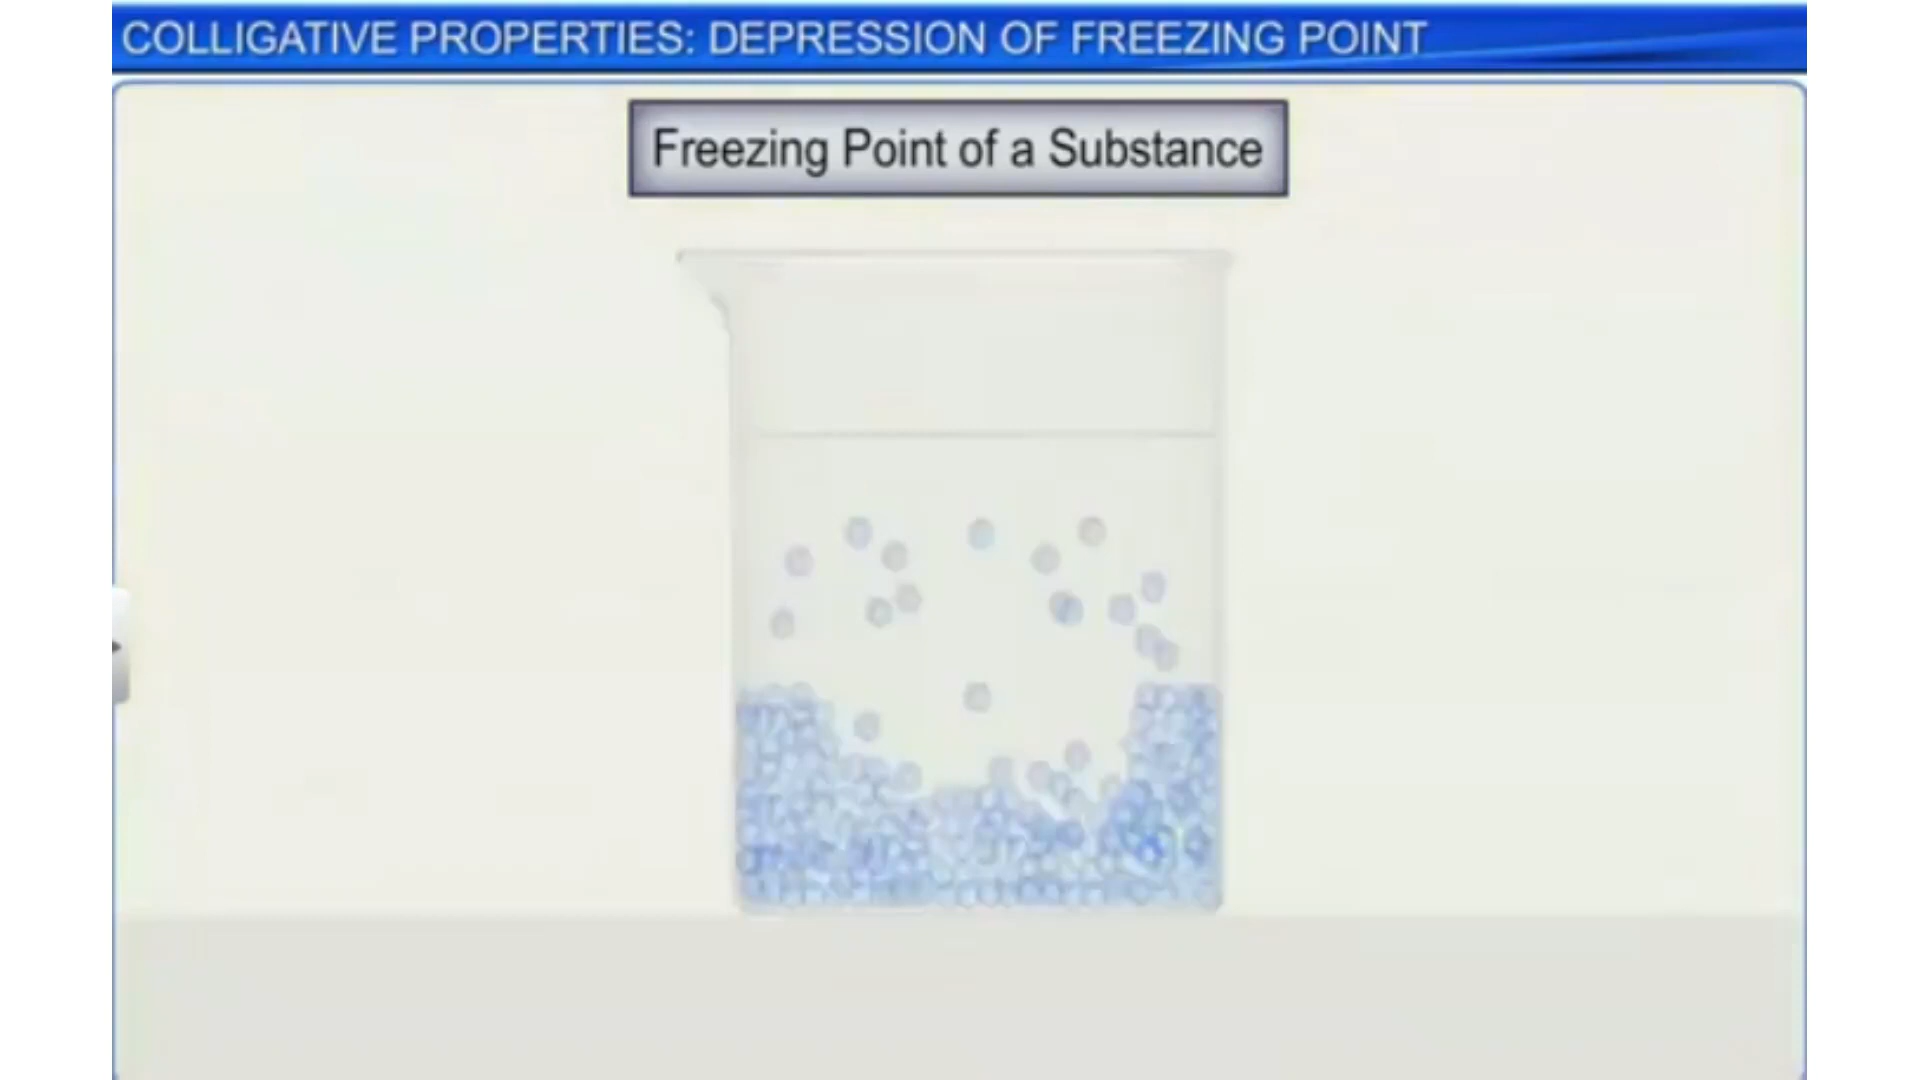 COLLIGATIVE PROPERTIES: DEPRESSION OF FREEZING POINT
Freezing Point of a Substance